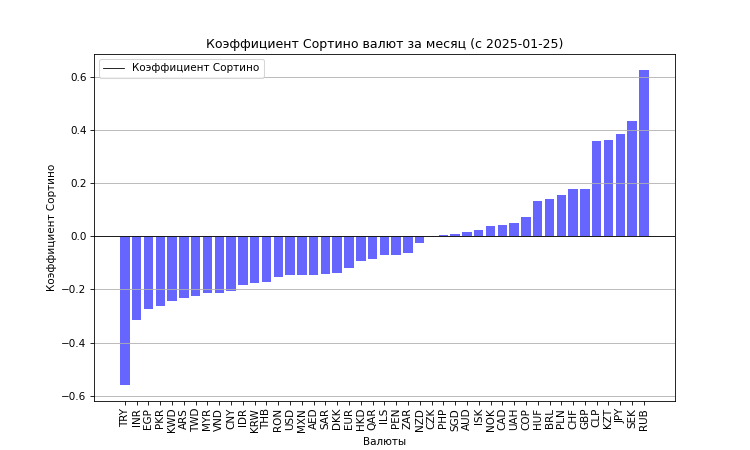 Коэффициент Сортино валют за месяц (с 2025-01-25)
Коэффициент Сортино
0.6
0.4
0.2
0.0
−0.2
−0.4
−0.6
Коэффициент Сортино
TRY INR EGP PKR KWD ARS TWD MYR VND CNY IDR KRW THB RON USD MXN AED SAR DKK EUR HKD QAR ILS PEN ZAR NZD CZK PHP SGD AUD ISK NOK CAD UAH COP HUF BRL PLN CHF GBP CLP KZT JPY SEK RUB
Валюты